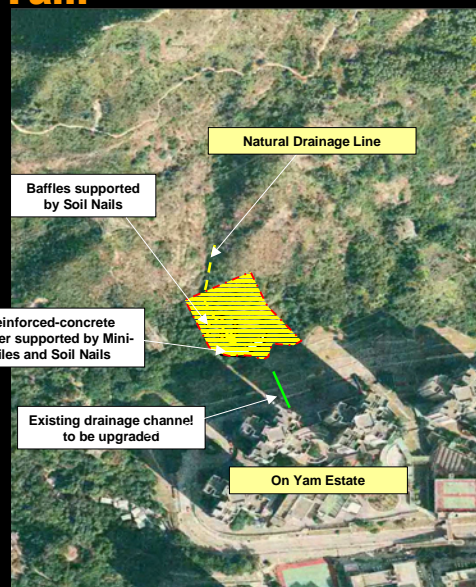 Natural Drainage Line
Baffles supported
by Soil Nails
einforced-concrete
er supported by Mini-
iles and Soil Nails
Existing drainage channel
to be upgraded
On Yam Estate